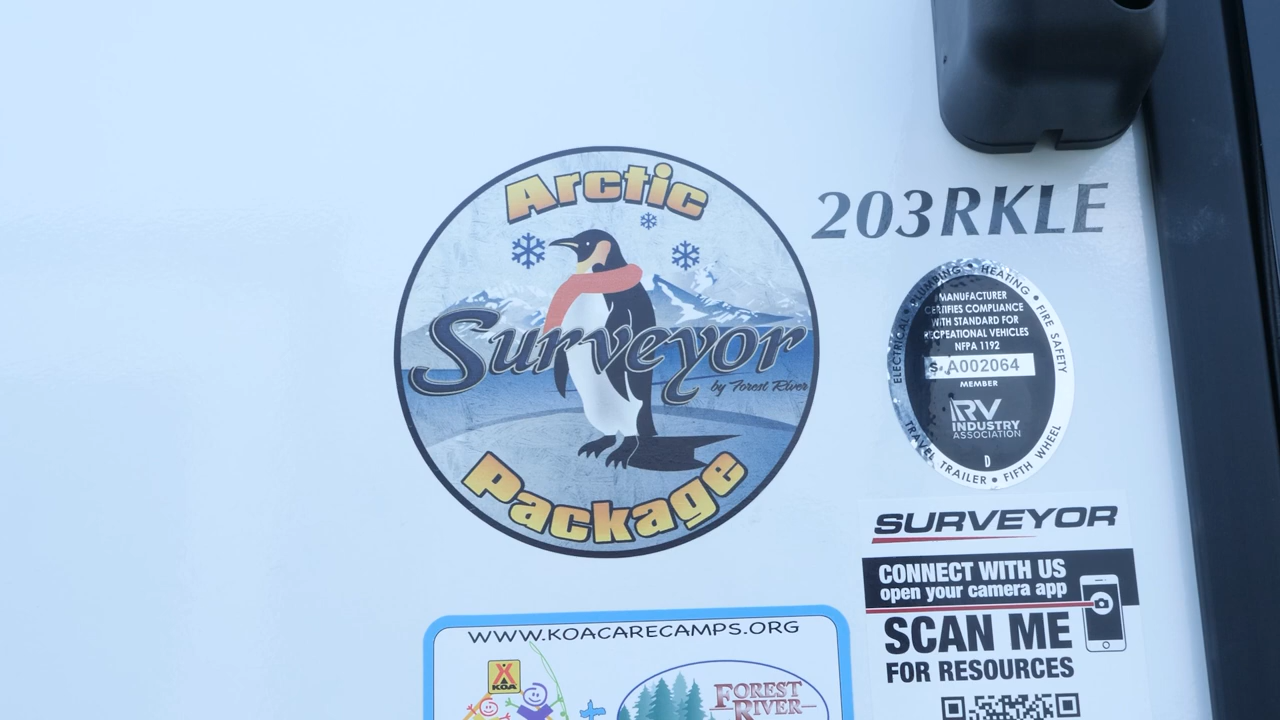 Arctic
Surveyor
by Forest River
Package
203RKLE
ELECTRICAL • PLUMBING • HEATING • FIRE SAFETY
MANUFACTURER
CERTIFIES COMPLIANCE
WITH STANDARD FOR
RECREATIONAL VEHICLES
NFPA 1192
S-A002064
MEMBER
RV
INDUSTRY
ASSOCIATION
D
TRAVEL TRAILER • FIFTH WHEEL
SURVEYOR
CONNECT WITH US
open your camera app
SCAN ME
FOR RESOURCES
WWW.KOACARECAMPS.ORG
KOA
+
FOREST
RIVER